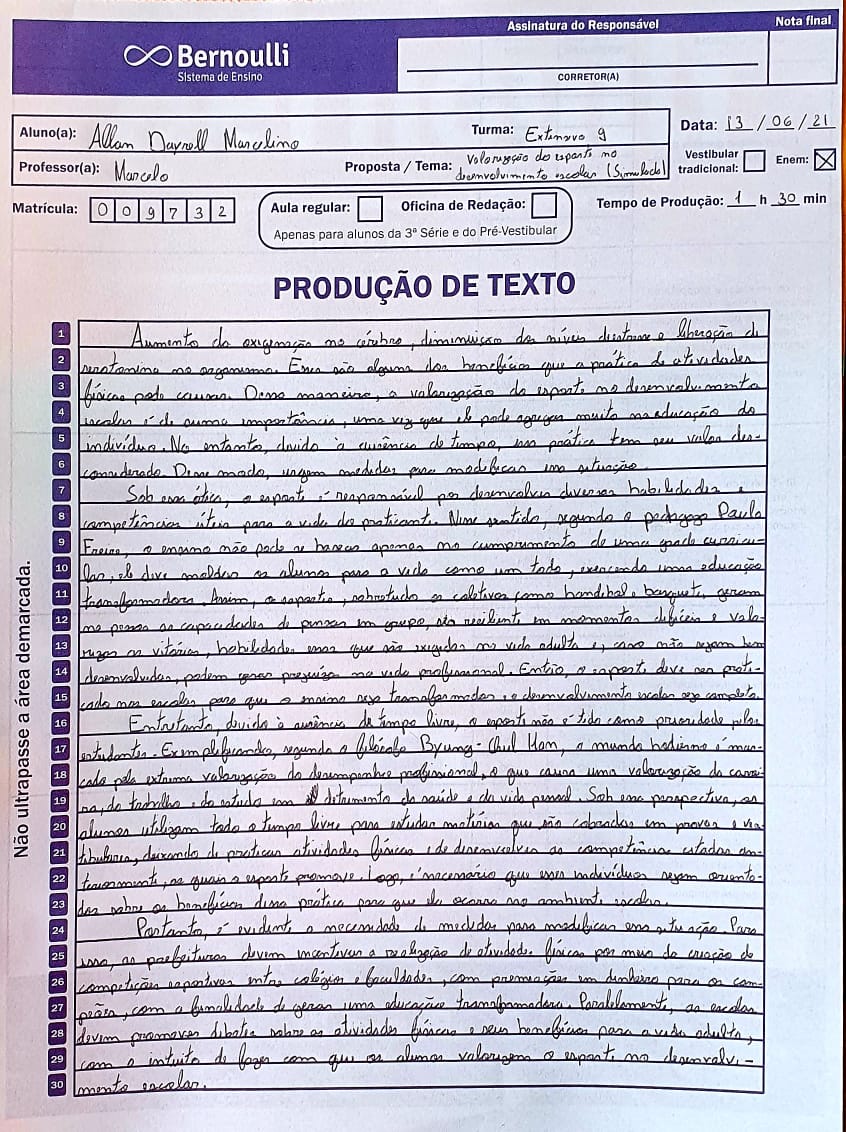 Assinatura do Responsável
Nota final
Bernoulli
Sistema de Ensino
CORRETOR(A)
Aluno(a): Allan Dayrell Marcelino
Turma: Extensivo 9
Data: 13 / 06 / 21
Professor(a): Marcelo
Proposta / Tema: Valorização do esporte no
desenvolvimento escolar (Simulado)
Vestibular
tradicional:
Enem: X
Matrícula: 009732
Aula regular:
Oficina de Redação:
Apenas para alunos da 3ª Série e do Pré-Vestibular
Tempo de Produção: 1 h 30 min
PRODUÇÃO DE TEXTO
Não ultrapasse a área demarcada.
1 Aumento da oxigenação no cérebro, diminuição dos níveis de estresse e liberação de
2 serotonina no organismo. Esses são alguns dos benefícios que a prática de atividades
3 físicas pode causar. Dessa maneira, a valorização do esporte no desenvolvimento
4 escolar é de suma importância, uma vez que ele pode agregar muito na educação do
5 indivíduo. No entanto, devido à ausência de tempo, essa prática tem seu valor des-
6 considerado. Desse modo, urgem medidas para modificar essa situação.
7 Sob essa ótica, o esporte é responsável por desenvolver diversas habilidades e
8 competências úteis para a vida do praticante. Nesse sentido, segundo o pedagogo Paulo
9 Freire, o ensino não pode se basear apenas no cumprimento de uma grade curricu-
10 lar, ele deve moldar os alunos para a vida como um todo, exercendo uma educação
11 transformadora. Assim, os esportes, sobretudo os coletivos como handibal e basquete, geram
12 na pessoa as capacidades de pensar em grupo, ser resiliente em momentos difíceis e valo-
13 rizar as vitórias, habilidades essas que são exigidas na vida adulta e, caso não sejam bem
14 desenvolvidas, podem gerar prejuízo na vida profissional. Então, o esporte deve ser prati-
15 cado nas escolas para que o ensino seja transformador e o desenvolvimento escolar seja completo.
16 Entretanto, devido à ausência de tempo livre, o esporte não é tido como prioridade pelos
17 estudantes. Exemplificando, segundo o filósofo Byung-Chul Han, o mundo hodierno é mar-
18 cado pela extrema valorização do desempenho profissional, o que causa uma valorização da carrei-
19 ra, do trabalho e do estudo em detrimento da saúde e da vida pessoal. Sob essa perspectiva, os
20 alunos utilizam todo o tempo livre para estudar matérias que são cobradas em provas e ves-
21 tibulares, deixando de praticar atividades físicas e de desenvolver as competências citadas an-
22 teriormente, as quais o esporte promove. Logo, é necessário que esses indivíduos sejam orienta-
23 dos sobre os benefícios dessa prática para que ela ocorra no ambiente escolar.
24 Portanto, é evidente a necessidade de medidas para modificar essa situação. Para
25 isso, as prefeituras devem incentivar a realização de atividades físicas por meio da criação de
26 competições esportivas entre colégios e faculdades, com premiações em dinheiro para os cam-
27 peões, com a finalidade de gerar uma educação transformadora. Paralelamente, as escolas
28 devem promover debates sobre as atividades físicas e seus benefícios para a vida adulta,
29 com o intuito de fazer com que os alunos valorizem o esporte no desenvolvi-
30 mento escolar.